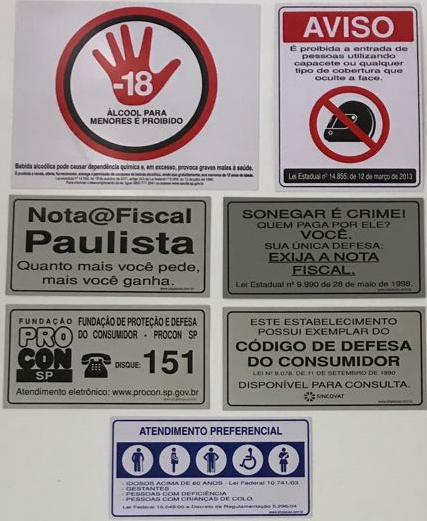 -18
ÁLCOOL PARA
MENORES É PROIBIDO
Bebida alcoólica pode causar dependência química e, em excesso, provoca graves males à saúde.
AVISO
É proibida a entrada de
pessoas utilizando
capacete ou qualquer
tipo de cobertura que
oculte a face.
Lei Estadual nº 14.855, de 12 de março de 2013
Nota@Fiscal
Paulista
Quanto mais você pede,
mais você ganha.
SONEGAR É CRIME!
QUEM PAGA POR ELE?
VOCÊ.
SUA ÚNICA DEFESA:
EXIJA A NOTA
FISCAL.
Lei Estadual nº 9.990 de 28 de maio de 1998.
FUNDAÇÃO
PRO
CON
SP
FUNDAÇÃO DE PROTEÇÃO E DEFESA
DO CONSUMIDOR - PROCON SP
DISQUE: 151
Atendimento eletrônico: www.procon.sp.gov.br
ESTE ESTABELECIMENTO
POSSUI EXEMPLAR DO
CÓDIGO DE DEFESA
DO CONSUMIDOR
LEI Nº 8.078, DE 11 DE SETEMBRO DE 1990
DISPONÍVEL PARA CONSULTA.
SINCOVAT
ATENDIMENTO PREFERENCIAL
- IDOSOS ACIMA DE 60 ANOS - Lei Federal 10.741/03
- GESTANTES
- PESSOAS COM DEFICIÊNCIA
- PESSOAS COM CRIANÇAS DE COLO.
Lei Federal 10.048/00 e Decreto de Regulamentação 5.296/04